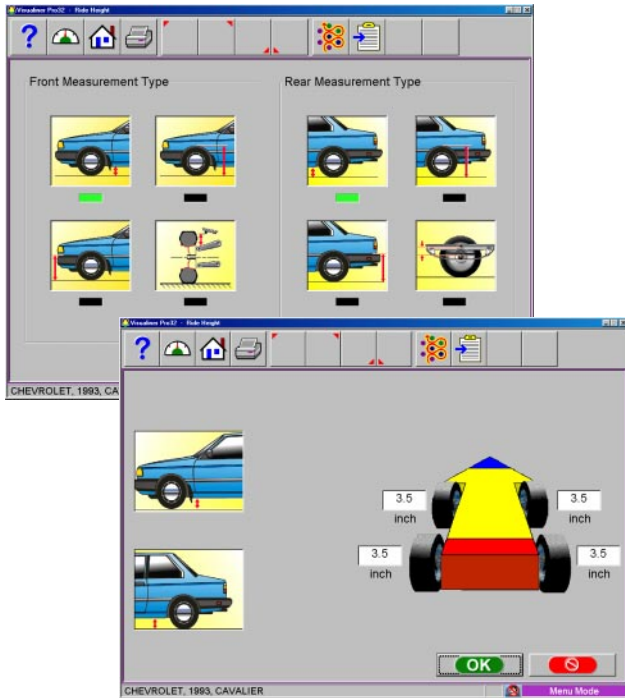 Visualiner Pro32 - Ride Height
?
Front Measurement Type
Rear Measurement Type
CHEVROLET, 1993, CA
Visualiner Pro32 - Ride Height
?
3.5
inch
3.5
inch
3.5
inch
3.5
inch
OK
CHEVROLET, 1993, CAVALIER
Menu Mode